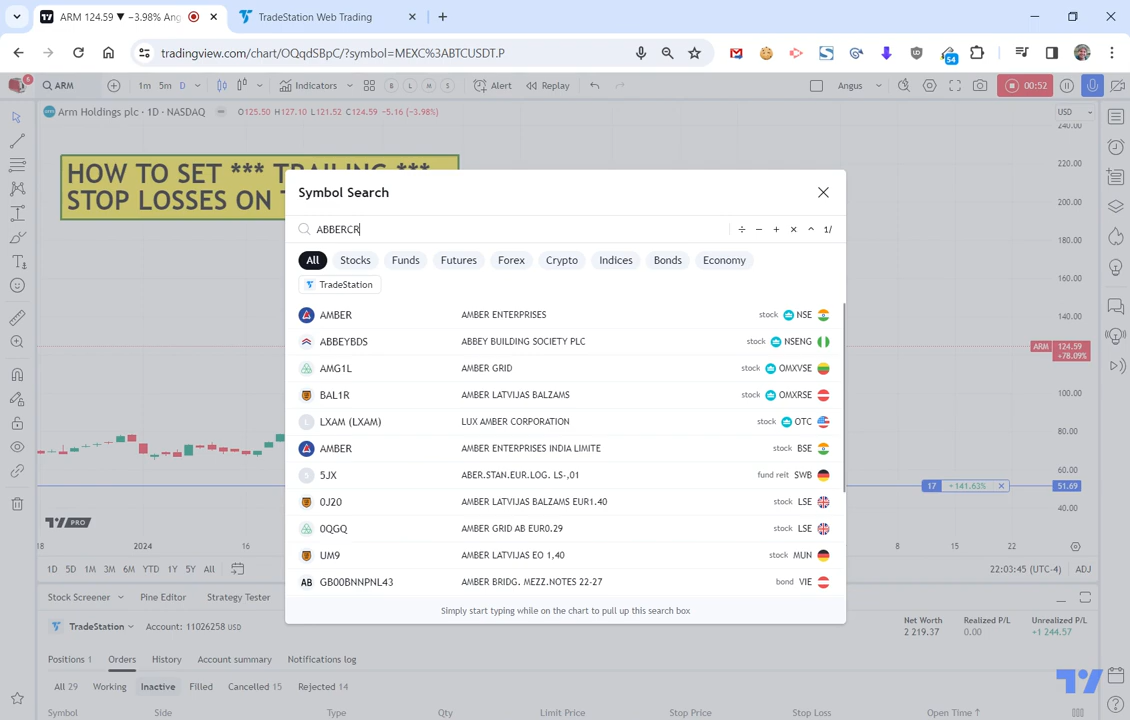 ARM 124.59 ▼ −3.98% Ang
TradeStation Web Trading
tradingview.com/chart/OQqdSBpC/?symbol=MEXC%3ABTCUSDT.P
54
ARM
1m 5m D
Indicators
B L M S
Alert
Replay
Angus
00:52
Arm Holdings plc · 1D · NASDAQ
O125.50 H127.10 L121.52 C124.59 −5.16 (−3.98%)
USD
HOW TO SET *** TRAILING ***
STOP LOSSES ON T
Symbol Search
ABBERCR
÷ − + × ^ 1/
All Stocks Funds Futures Forex Crypto Indices Bonds Economy
TradeStation
AMBER AMBER ENTERPRISES stock NSE
ABBEYBDS ABBEY BUILDING SOCIETY PLC stock NSENG
AMG1L AMBER GRID stock OMXVSE
BAL1R AMBER LATVIJAS BALZAMS stock OMXRSE
L LXAM (LXAM) LUX AMBER CORPORATION stock OTC
AMBER AMBER ENTERPRISES INDIA LIMITE stock BSE
5 5JX ABER.STAN.EUR.LOG. LS-,01 fund reit SWB
0J20 AMBER LATVIJAS BALZAMS EUR1.40 stock LSE
0QGQ AMBER GRID AB EUR0.29 stock LSE
UM9 AMBER LATVIJAS EO 1,40 stock MUN
AB GB00BNNPNL43 AMBER BRIDG. MEZZ.NOTES 22-27 bond VIE
Simply start typing while on the chart to pull up this search box
240.00
220.00
200.00
180.00
160.00
140.00
ARM 124.59
+78.09%
100.00
80.00
60.00
17 +141.63% × 51.69
40.00
PRO
18 2024 16 8 15 22
1D 5D 1M 3M 6M YTD 1Y 5Y All
22:03:45 (UTC-4) ADJ
Stock Screener Pine Editor Strategy Tester
TradeStation Account: 11026258 USD
Net Worth Realized P/L Unrealized P/L
2 219.37 0.00 +1 244.57
Positions 1 Orders History Account summary Notifications log
All 29 Working Inactive Filled Cancelled 15 Rejected 14
Symbol Side Type Qty Limit Price Stop Price Stop Loss Open Time ↑